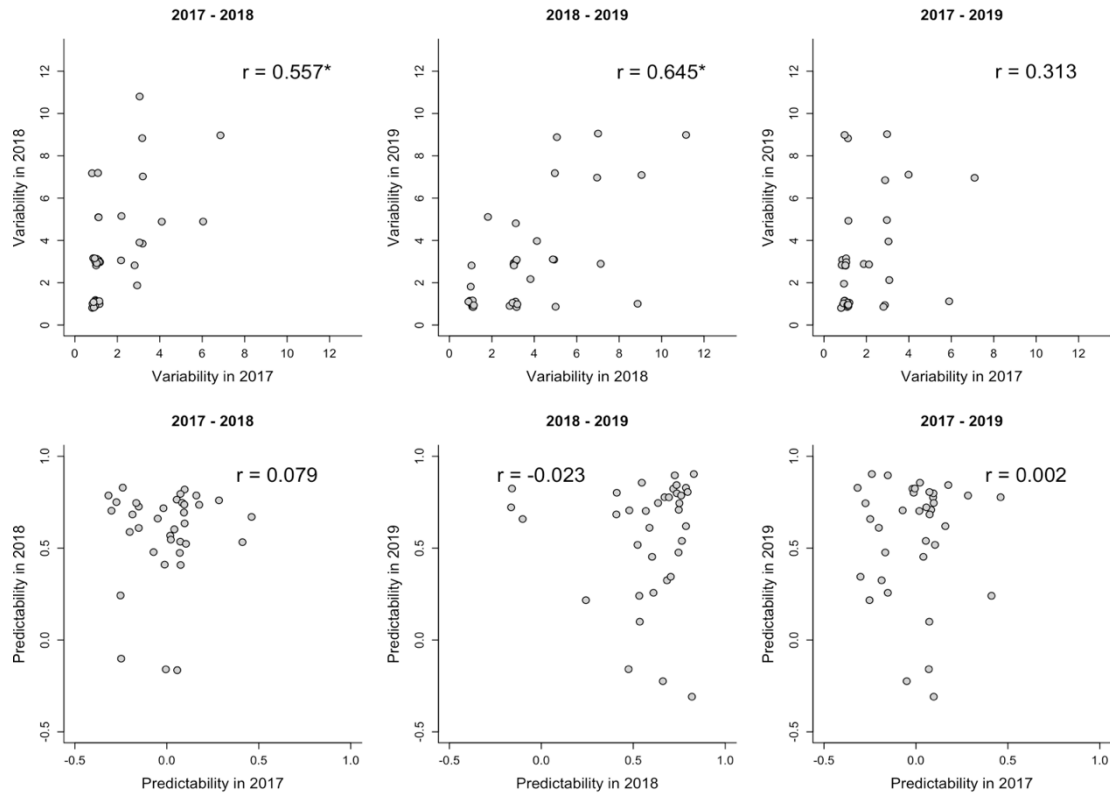 2017 - 2018
r = 0.557*
Variability in 2018
0 2 4 6 8 10 12
0 2 4 6 8 10 12
Variability in 2017
2018 - 2019
r = 0.645*
Variability in 2019
0 2 4 6 8 10 12
0 2 4 6 8 10 12
Variability in 2018
2017 - 2019
r = 0.313
Variability in 2019
0 2 4 6 8 10 12
0 2 4 6 8 10 12
Variability in 2017
2017 - 2018
r = 0.079
Predictability in 2018
-0.5 0.0 0.5 1.0
-0.5 0.0 0.5 1.0
Predictability in 2017
2018 - 2019
r = -0.023
Predictability in 2019
-0.5 0.0 0.5 1.0
-0.5 0.0 0.5 1.0
Predictability in 2018
2017 - 2019
r = 0.002
Predictability in 2019
-0.5 0.0 0.5 1.0
-0.5 0.0 0.5 1.0
Predictability in 2017